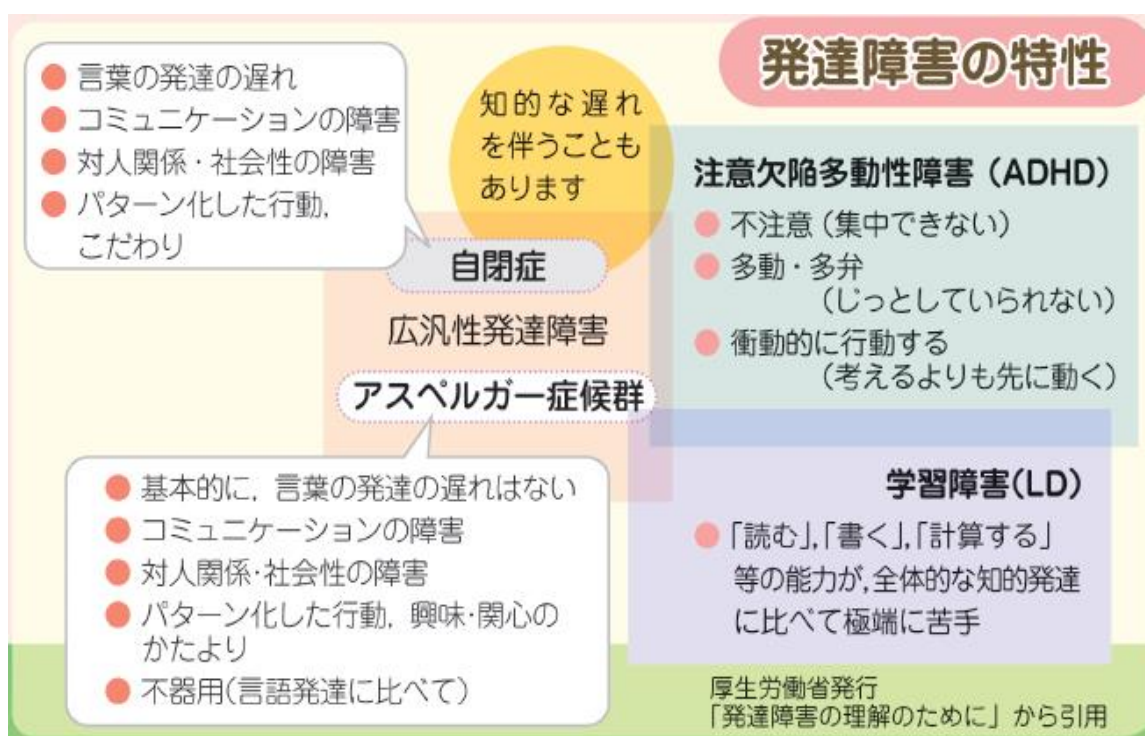 発達障害の特性
● 言葉の発達の遅れ
● コミュニケーションの障害
● 対人関係・社会性の障害
● パターン化した行動,
こだわり
知的な遅れ
を伴うことも
あります
自閉症
広汎性発達障害
アスペルガー症候群
● 基本的に, 言葉の発達の遅れはない
● コミュニケーションの障害
● 対人関係・社会性の障害
● パターン化した行動, 興味・関心の
かたより
● 不器用(言語発達に比べて)
注意欠陥多動性障害(ADHD)
● 不注意(集中できない)
● 多動・多弁
(じっとしていられない)
● 衝動的に行動する
(考えるよりも先に動く)
学習障害(LD)
● 「読む」,「書く」,「計算する」
等の能力が,全体的な知的発達
に比べて極端に苦手
厚生労働省発行
「発達障害の理解のために」から引用